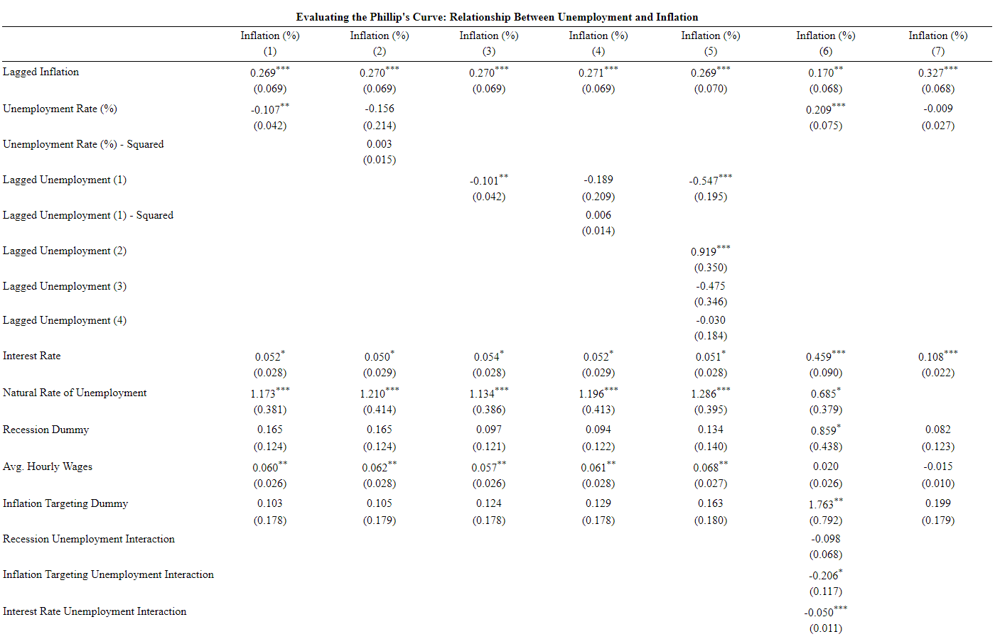 Evaluating the Phillip's Curve: Relationship Between Unemployment and Inflation
Inflation (%) Inflation (%) Inflation (%) Inflation (%) Inflation (%) Inflation (%) Inflation (%)
(1) (2) (3) (4) (5) (6) (7)
Lagged Inflation 0.269*** 0.270*** 0.270*** 0.271*** 0.269*** 0.170** 0.327***
(0.069) (0.069) (0.069) (0.069) (0.070) (0.068) (0.068)
Unemployment Rate (%) -0.107** -0.156 0.209*** -0.009
(0.042) (0.214) (0.075) (0.027)
Unemployment Rate (%) - Squared 0.003
(0.015)
Lagged Unemployment (1) -0.101** -0.189 -0.547***
(0.042) (0.209) (0.195)
Lagged Unemployment (1) - Squared 0.006
(0.014)
Lagged Unemployment (2) 0.919***
(0.350)
Lagged Unemployment (3) -0.475
(0.346)
Lagged Unemployment (4) -0.030
(0.184)
Interest Rate 0.052* 0.050* 0.054* 0.052* 0.051* 0.459*** 0.108***
(0.028) (0.029) (0.028) (0.029) (0.028) (0.090) (0.022)
Natural Rate of Unemployment 1.173*** 1.210*** 1.134*** 1.196*** 1.286*** 0.685*
(0.381) (0.414) (0.386) (0.413) (0.395) (0.379)
Recession Dummy 0.165 0.165 0.097 0.094 0.134 0.859* 0.082
(0.124) (0.124) (0.121) (0.122) (0.140) (0.438) (0.123)
Avg. Hourly Wages 0.060** 0.062** 0.057** 0.061** 0.068** 0.020 -0.015
(0.026) (0.028) (0.026) (0.028) (0.027) (0.026) (0.010)
Inflation Targeting Dummy 0.103 0.105 0.124 0.129 0.163 1.763** 0.199
(0.178) (0.179) (0.178) (0.178) (0.180) (0.792) (0.179)
Recession Unemployment Interaction -0.098
(0.068)
Inflation Targeting Unemployment Interaction -0.206*
(0.117)
Interest Rate Unemployment Interaction -0.050***
(0.011)